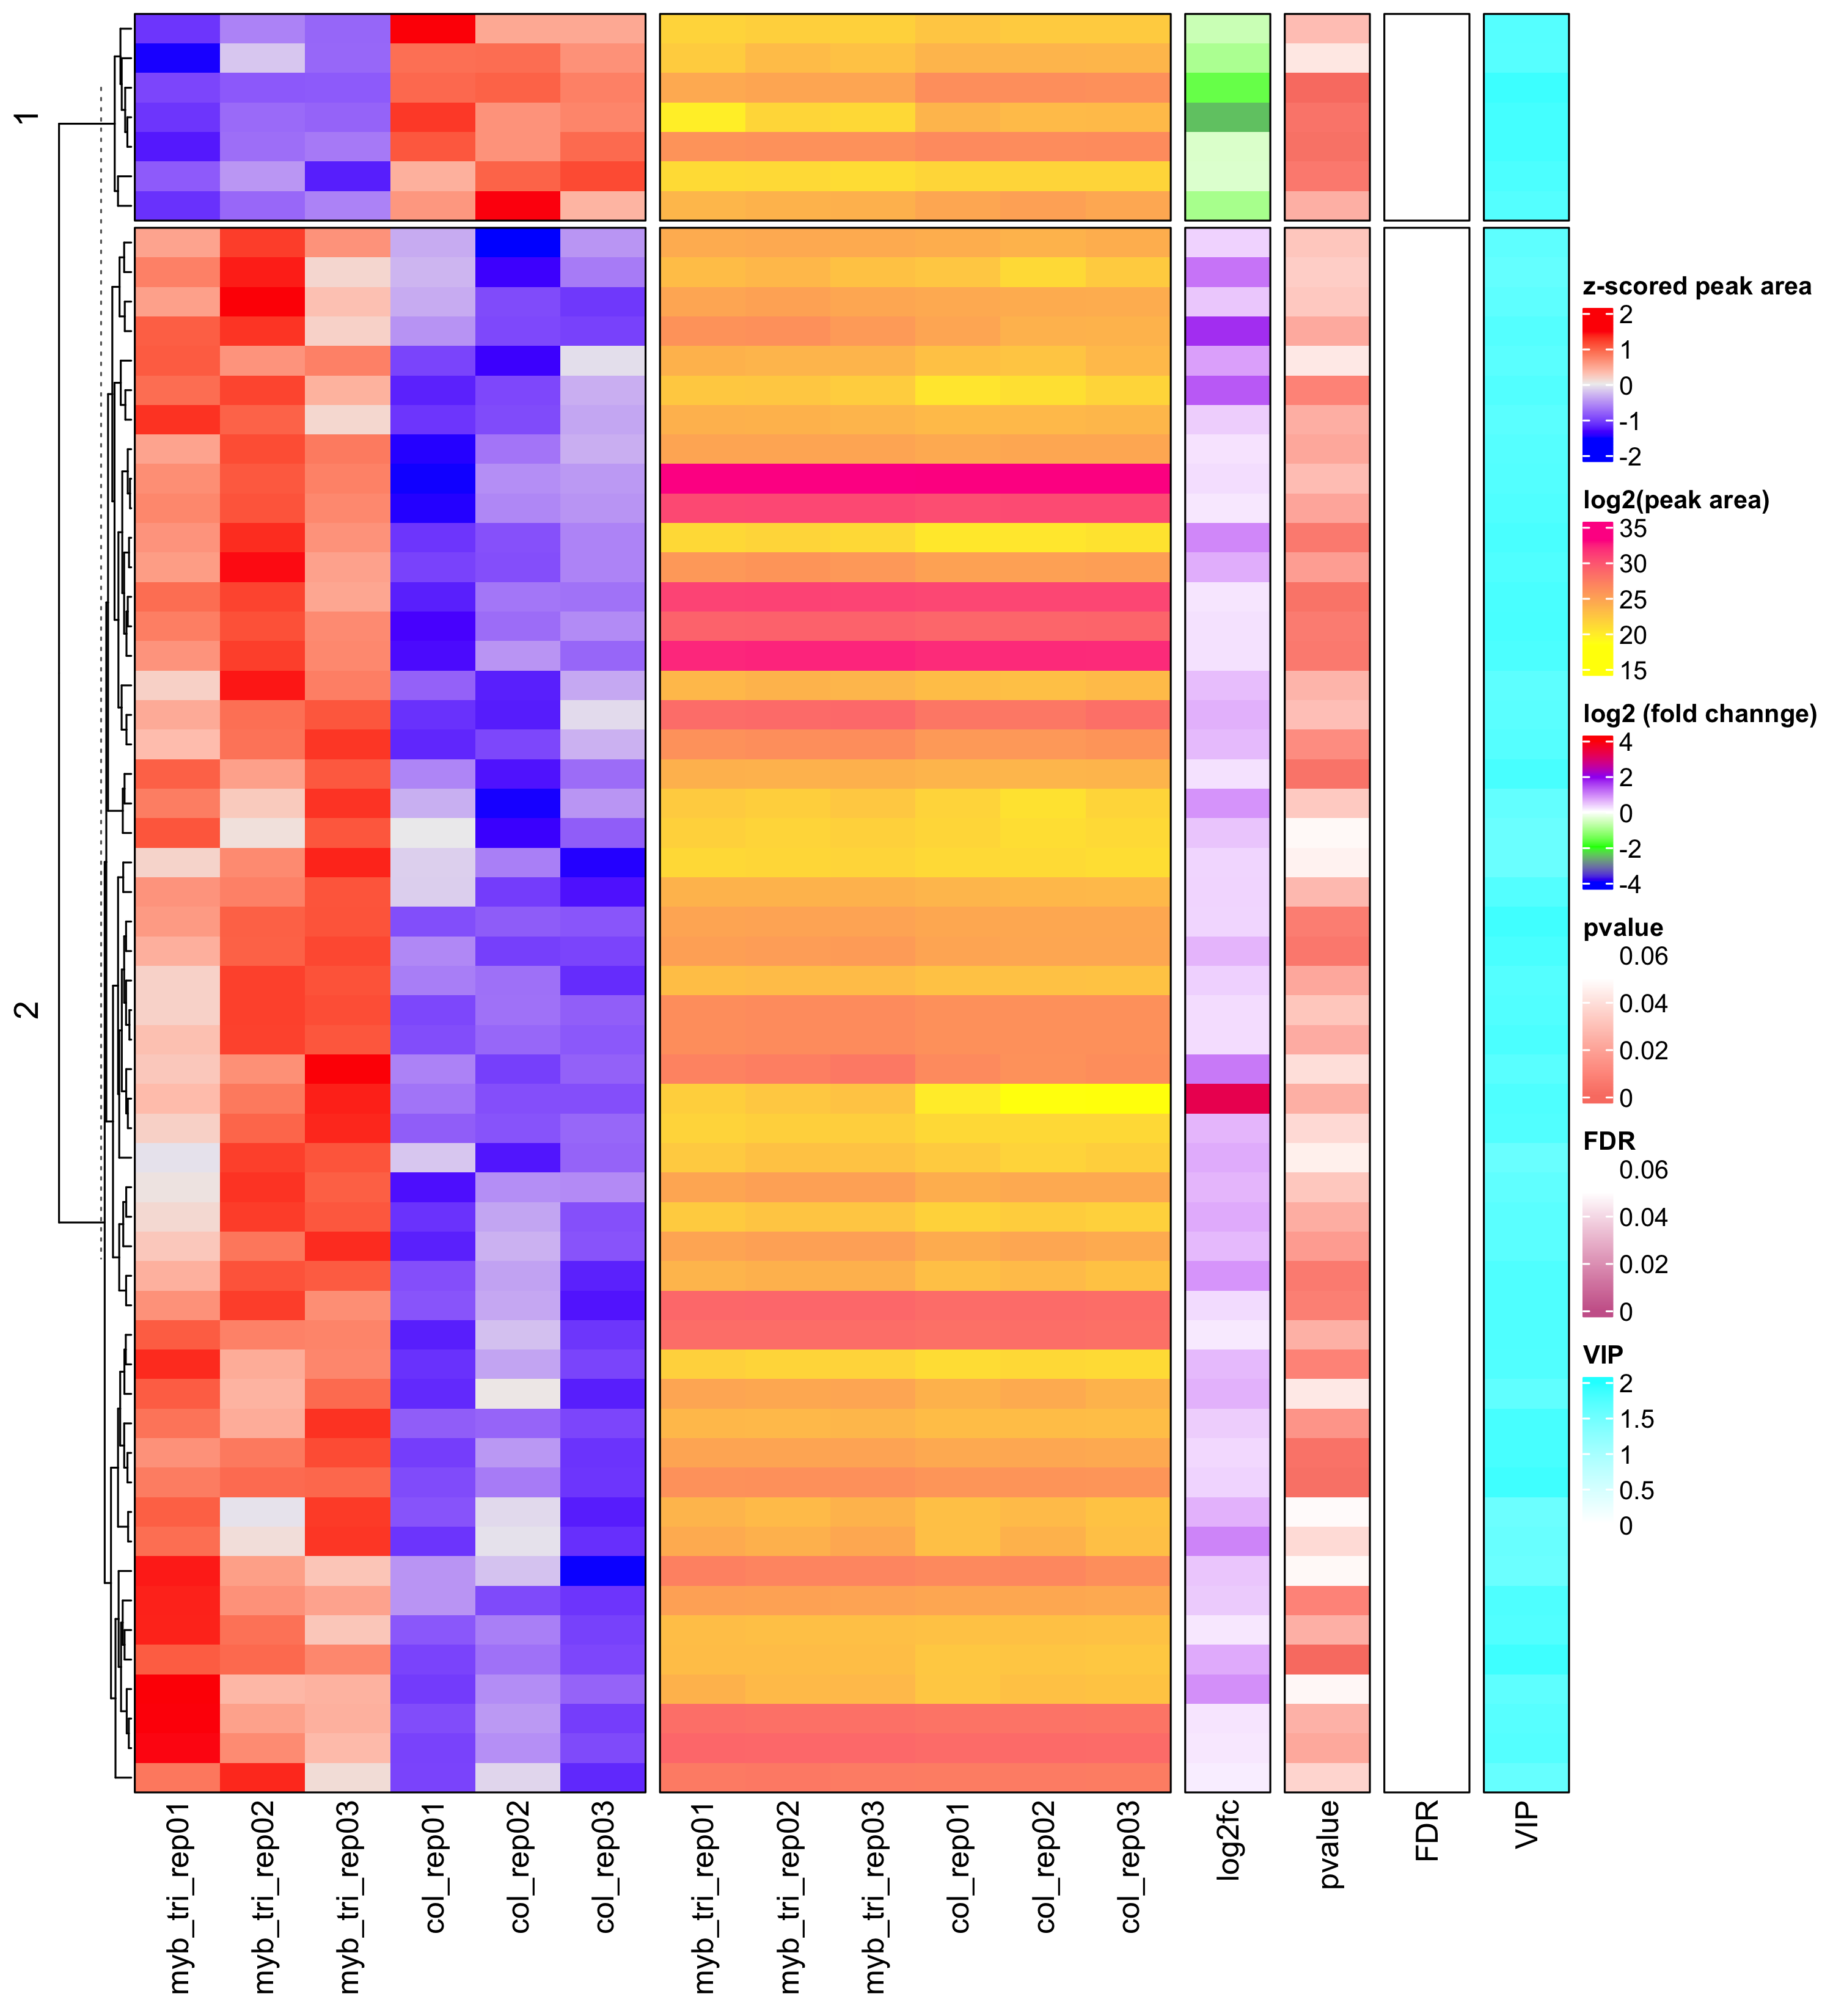 1
2
z-scored peak area
2
1
0
-1
-2
log2(peak area)
35
30
25
20
15
log2 (fold channge)
4
2
0
-2
-4
pvalue
0.06
0.04
0.02
0
FDR
0.06
0.04
0.02
0
VIP
2
1.5
1
0.5
0
myb_tri_rep01
myb_tri_rep02
myb_tri_rep03
col_rep01
col_rep02
col_rep03
myb_tri_rep01
myb_tri_rep02
myb_tri_rep03
col_rep01
col_rep02
col_rep03
log2fc
pvalue
FDR
VIP